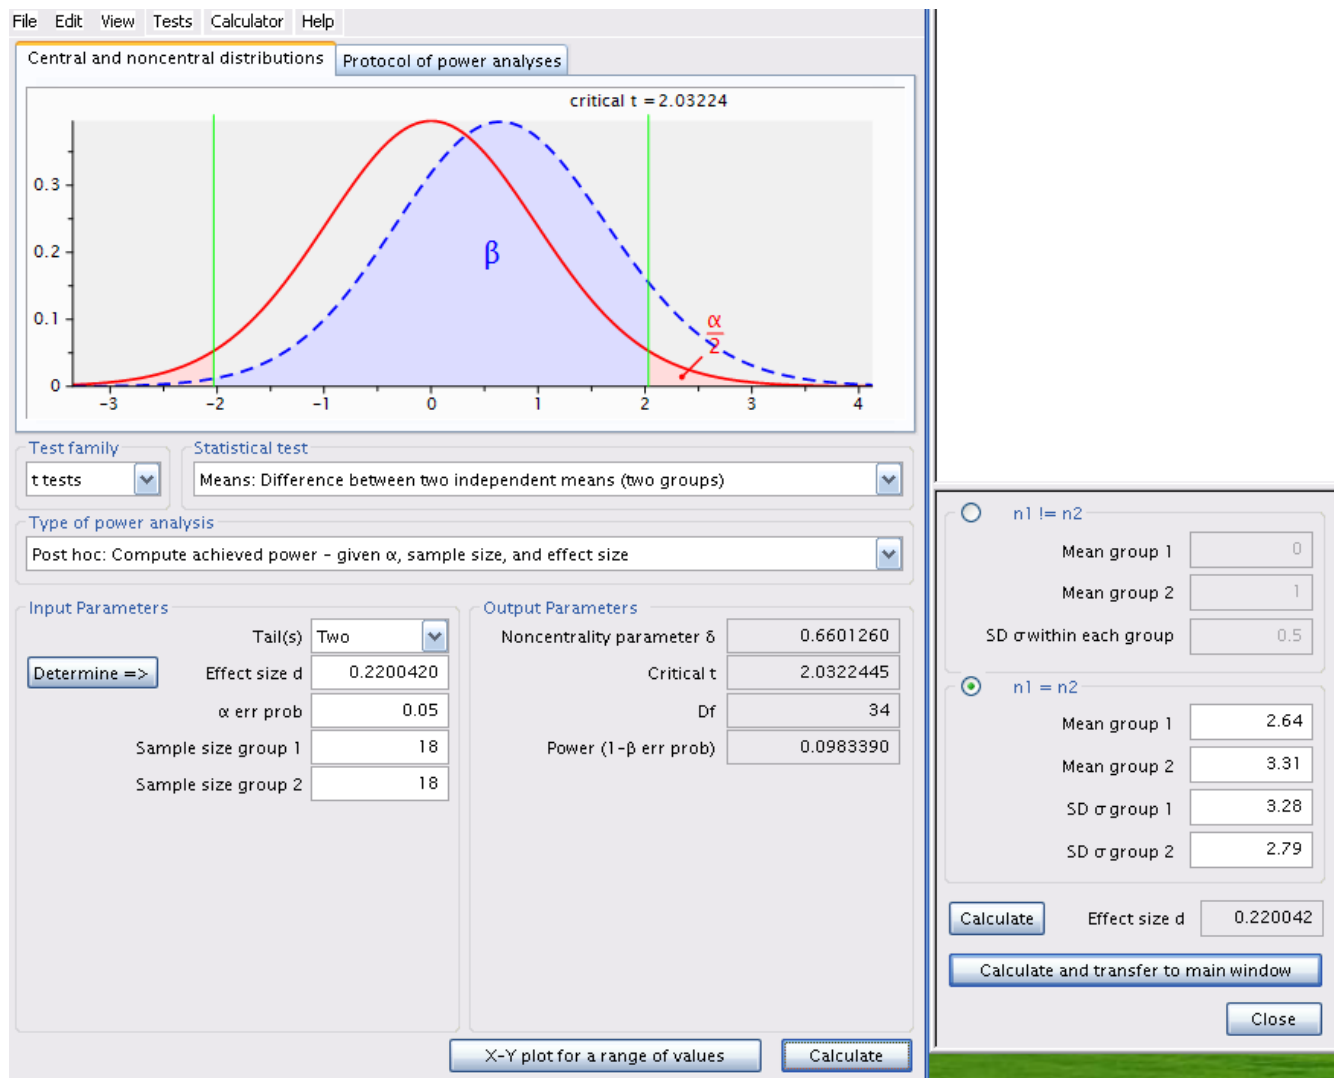 File Edit View Tests Calculator Help
Central and noncentral distributions
Protocol of power analyses
critical t = 2.03224
0.3
0.2
0.1
0
-3 -2 -1 0 1 2 3 4
β
α
2
Test family
t tests
Statistical test
Means: Difference between two independent means (two groups)
Type of power analysis
Post hoc: Compute achieved power – given α, sample size, and effect size
Input Parameters
Tail(s) Two
Determine => Effect size d 0.2200420
α err prob 0.05
Sample size group 1 18
Sample size group 2 18
Output Parameters
Noncentrality parameter δ 0.6601260
Critical t 2.0322445
Df 34
Power (1-β err prob) 0.0983390
X-Y plot for a range of values
Calculate
n1 != n2
Mean group 1 0
Mean group 2 1
SD σ within each group 0.5
n1 = n2
Mean group 1 2.64
Mean group 2 3.31
SD σ group 1 3.28
SD σ group 2 2.79
Calculate Effect size d 0.220042
Calculate and transfer to main window
Close